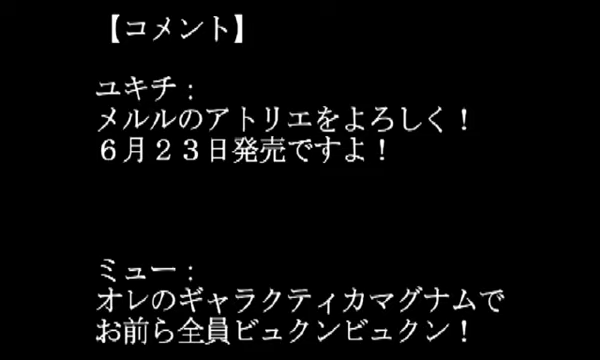 【コメント】
ユキチ：
メルルのアトリエをよろしく！
６月２３日発売ですよ！
ミュー：
オレのギャラクティカマグナムで
お前ら全員ビュクンビュクン！